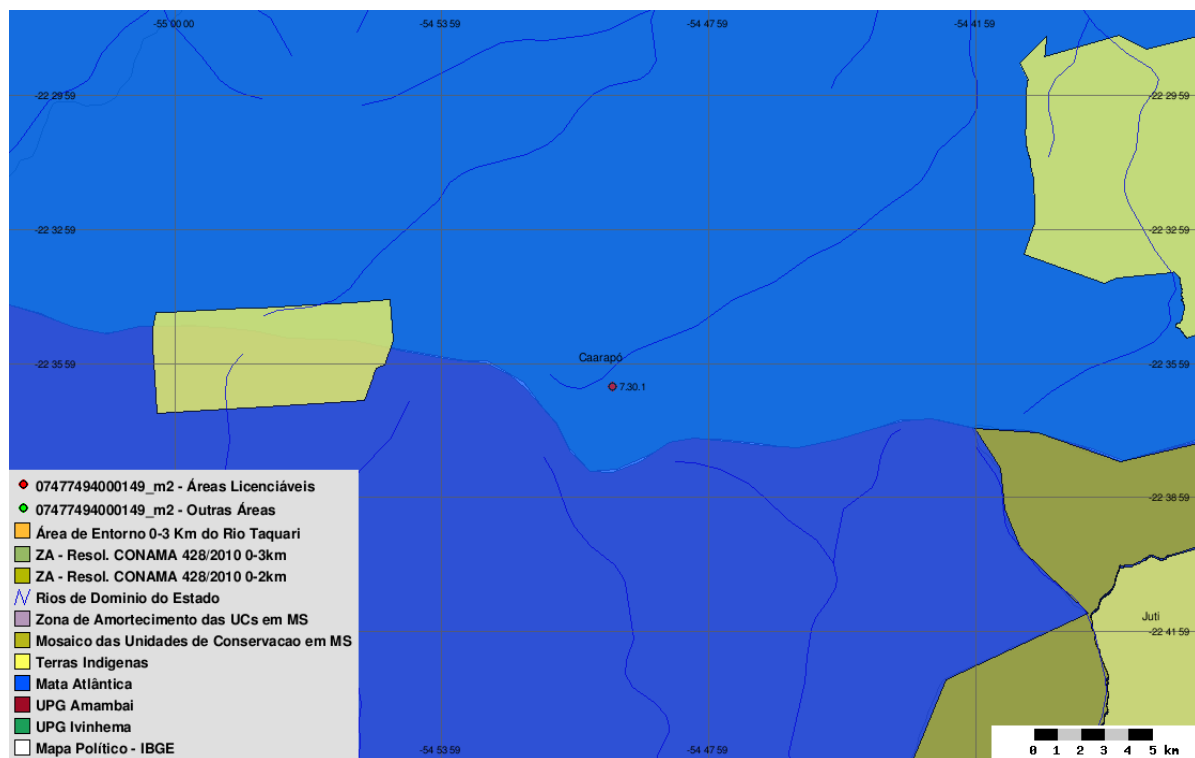 -55 00 00
-54 53 59
-54 47 59
-54 41 59
-22 29 59
-22 29 59
-22 32 59
-22 32 59
Caarapó
-22 35 59
-22 35 59
7.30.1
07477494000149_m2 - Áreas Licenciáveis
-22 38 59
07477494000149_m2 - Outras Áreas
Área de Entorno 0-3 Km do Rio Taquari
ZA - Resol. CONAMA 428/2010 0-3km
ZA - Resol. CONAMA 428/2010 0-2km
Rios de Dominio do Estado
Zona de Amortecimento das UCs em MS
Juti
-22 41 59
Mosaico das Unidades de Conservacao em MS
Terras Indigenas
Mata Atlântica
UPG Amambai
UPG Ivinhema
Mapa Político - IBGE
-54 53 59
-54 47 59
0 1 2 3 4 5 km